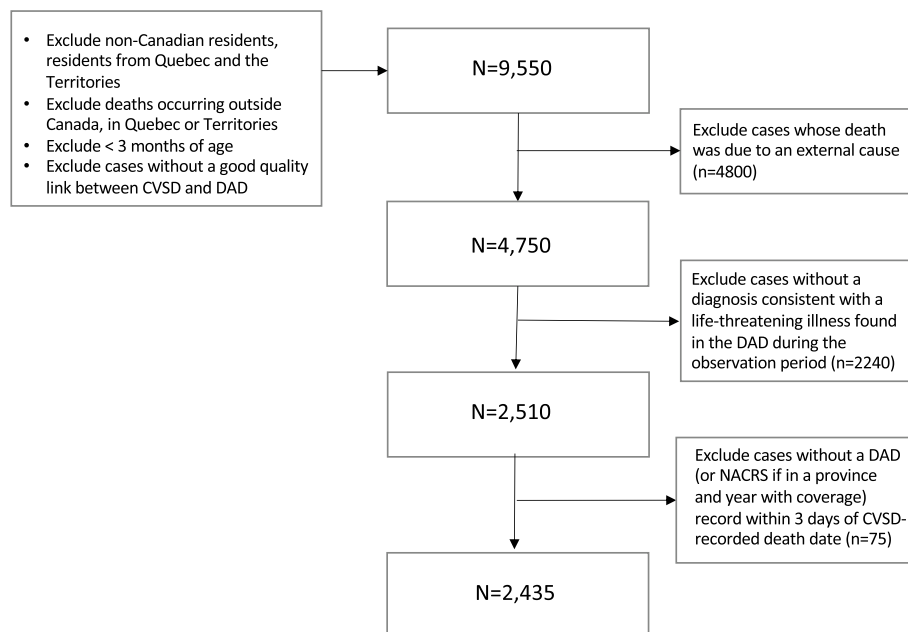 • Exclude non-Canadian residents,
residents from Quebec and the
Territories
• Exclude deaths occurring outside
Canada, in Quebec or Territories
• Exclude < 3 months of age
• Exclude cases without a good quality
link between CVSD and DAD
N=9,550
Exclude cases whose death
was due to an external cause
(n=4800)
N=4,750
Exclude cases without a
diagnosis consistent with a
life-threatening illness found
in the DAD during the
observation period (n=2240)
N=2,510
Exclude cases without a DAD
(or NACRS if in a province
and year with coverage)
record within 3 days of CVSD-
recorded death date (n=75)
N=2,435